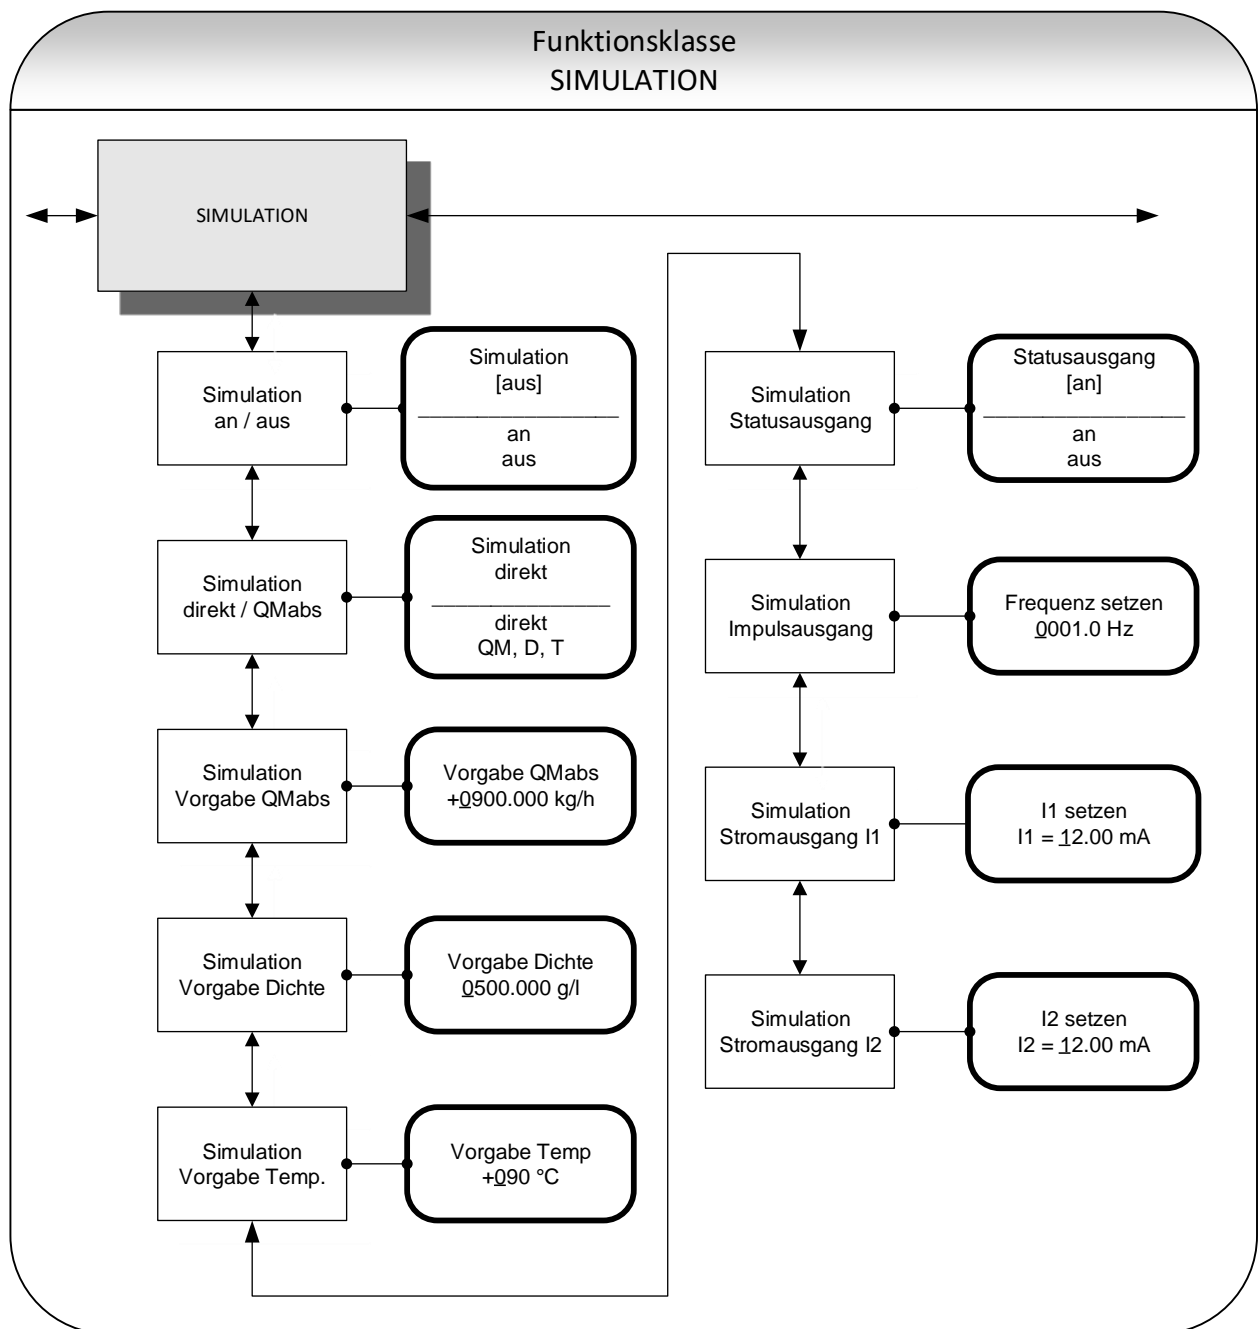 Funktionsklasse
SIMULATION
SIMULATION
Simulation
an / aus
Simulation
[aus]
an
aus
Simulation
direkt / QMabs
Simulation
direkt
direkt
QM, D, T
Simulation
Vorgabe QMabs
Vorgabe QMabs
+0900.000 kg/h
Simulation
Vorgabe Dichte
Vorgabe Dichte
0500.000 g/l
Simulation
Vorgabe Temp.
Vorgabe Temp
+090 °C
Simulation
Statusausgang
Statusausgang
[an]
an
aus
Simulation
Impulsausgang
Frequenz setzen
0001.0 Hz
Simulation
Stromausgang I1
I1 setzen
I1 = 12.00 mA
Simulation
Stromausgang I2
I2 setzen
I2 = 12.00 mA